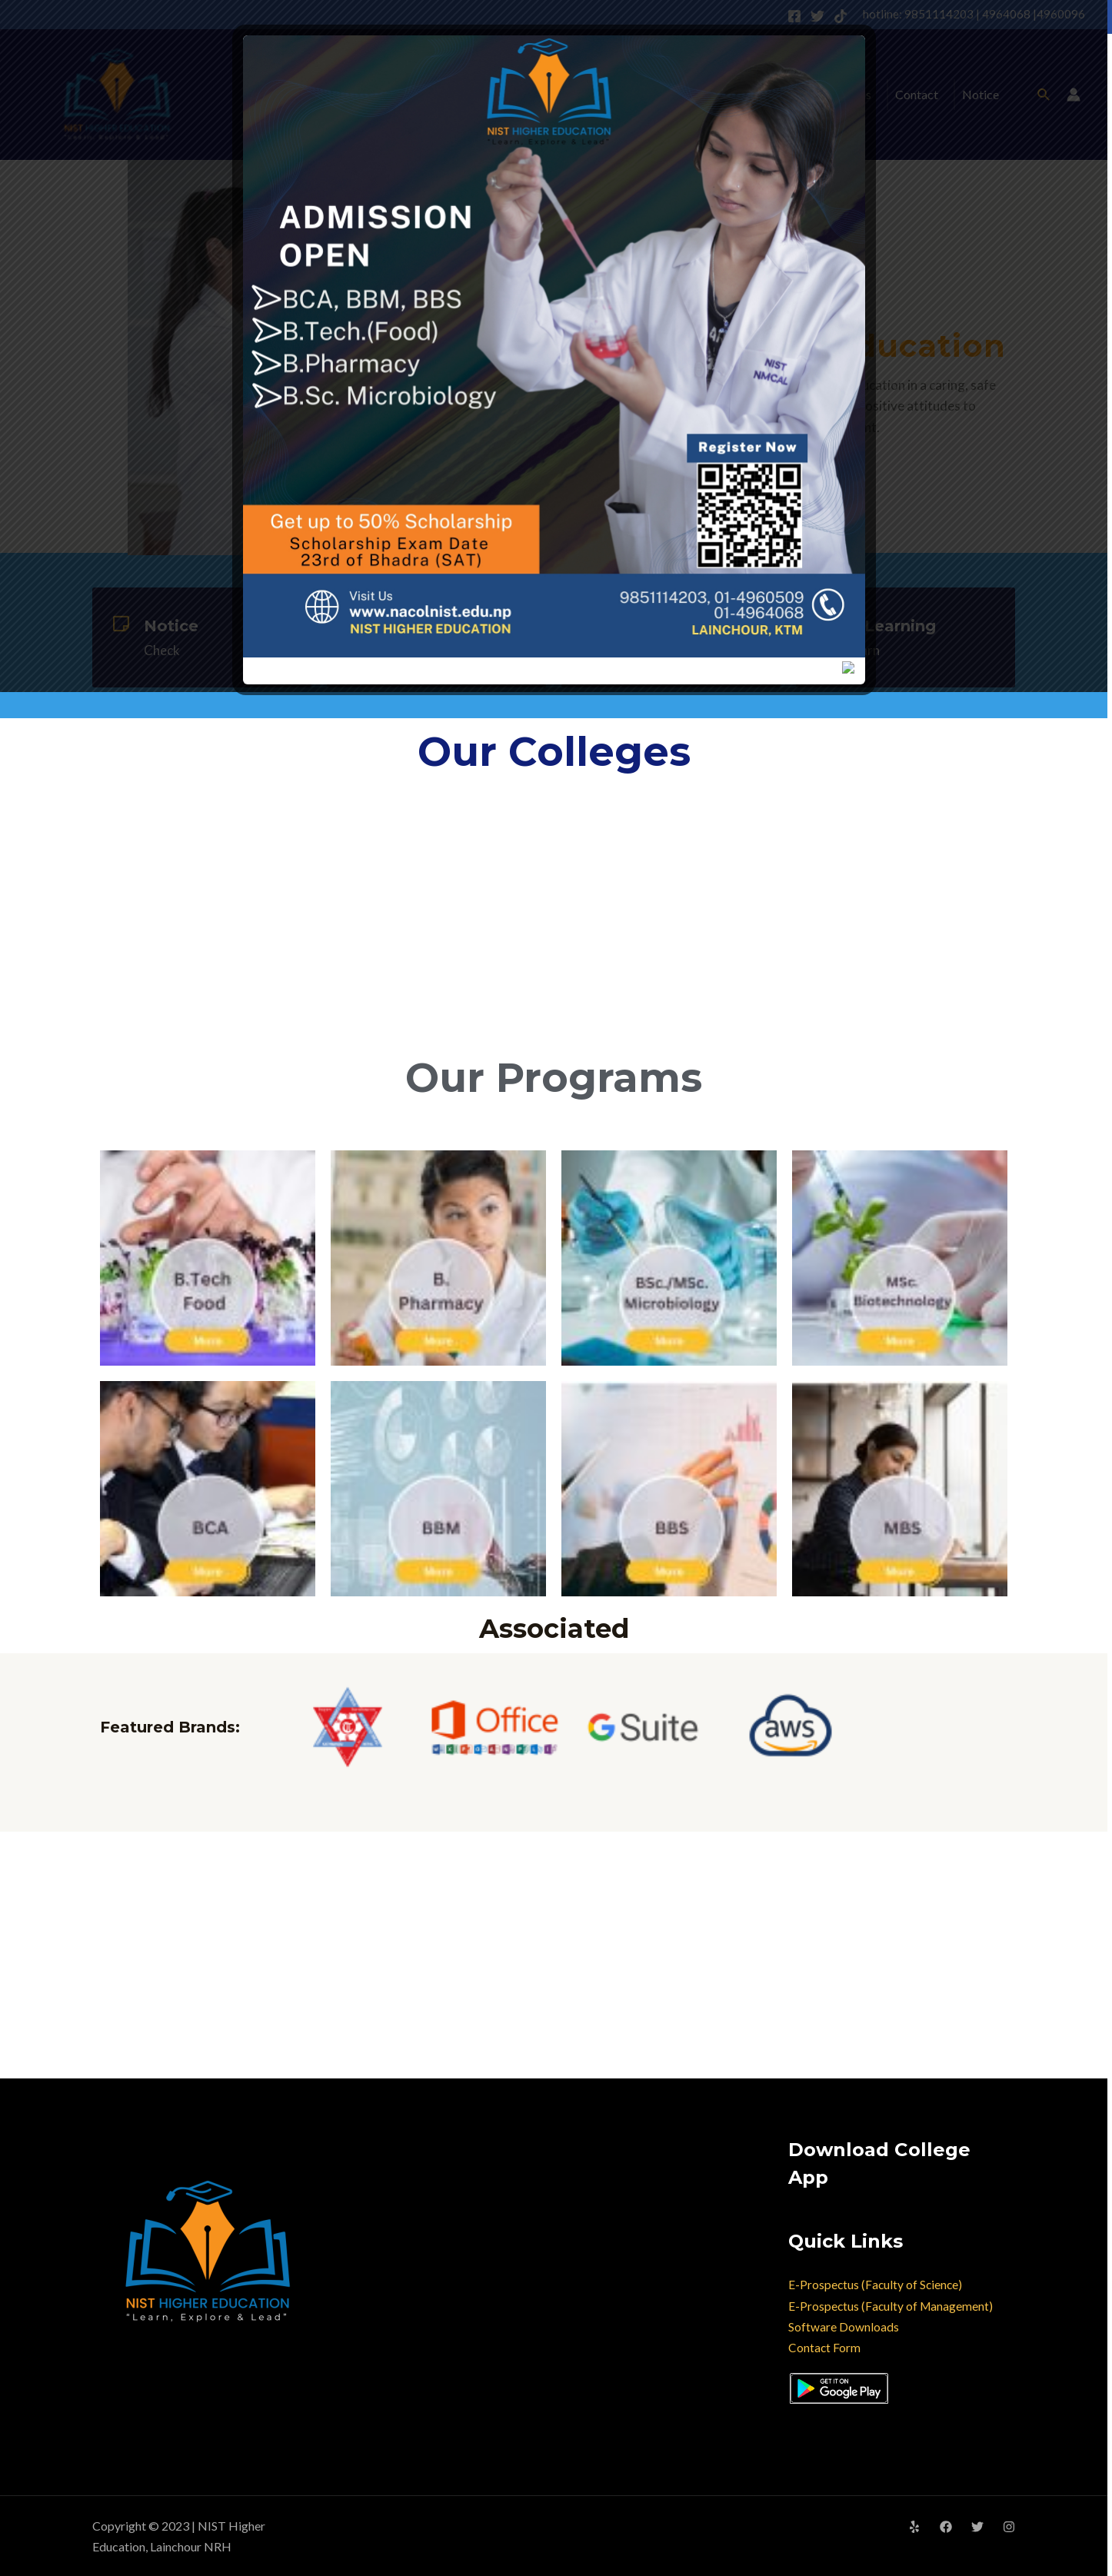 hotline: 9851114203 | 4964068 |4960096
Contact
Notice
NIST HIGHER EDUCATION
"Learn, Explore & Lead"
ADMISSION
OPEN
BCA, BBM, BBS
B.Tech.(Food)
B.Pharmacy
B.Sc. Microbiology
NIST
NMCAL
Register Now
Get up to 50% Scholarship
Scholarship Exam Date
23rd of Bhadra (SAT)
Visit Us
www.nacolnist.edu.np
NIST HIGHER EDUCATION
9851114203, 01-4960509
01-4964068
LAINCHOUR, KTM
in a caring, safe
attitudes to
Notice
Check
Learning
Our Colleges
Our Programs
B.Tech
Food
More
B.
Pharmacy
More
BSc./MSc.
Microbiology
More
MSc.
Biotechnology
More
BCA
More
BBM
More
BBS
More
MBS
More
Associated
Featured Brands:
Office
G Suite
aws
NIST HIGHER EDUCATION
"Learn, Explore & Lead"
Download College
App
Quick Links
E-Prospectus (Faculty of Science)
E-Prospectus (Faculty of Management)
Software Downloads
Contact Form
GET IT ON
Google Play
Copyright © 2023 | NIST Higher
Education, Lainchour NRH